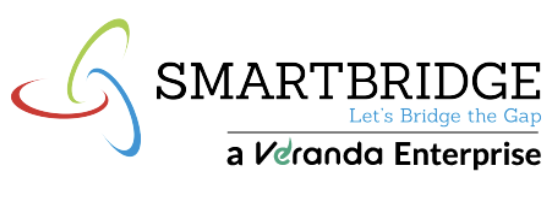 SMARTBRIDGE
Let's Bridge the Gap
a Veranda Enterprise